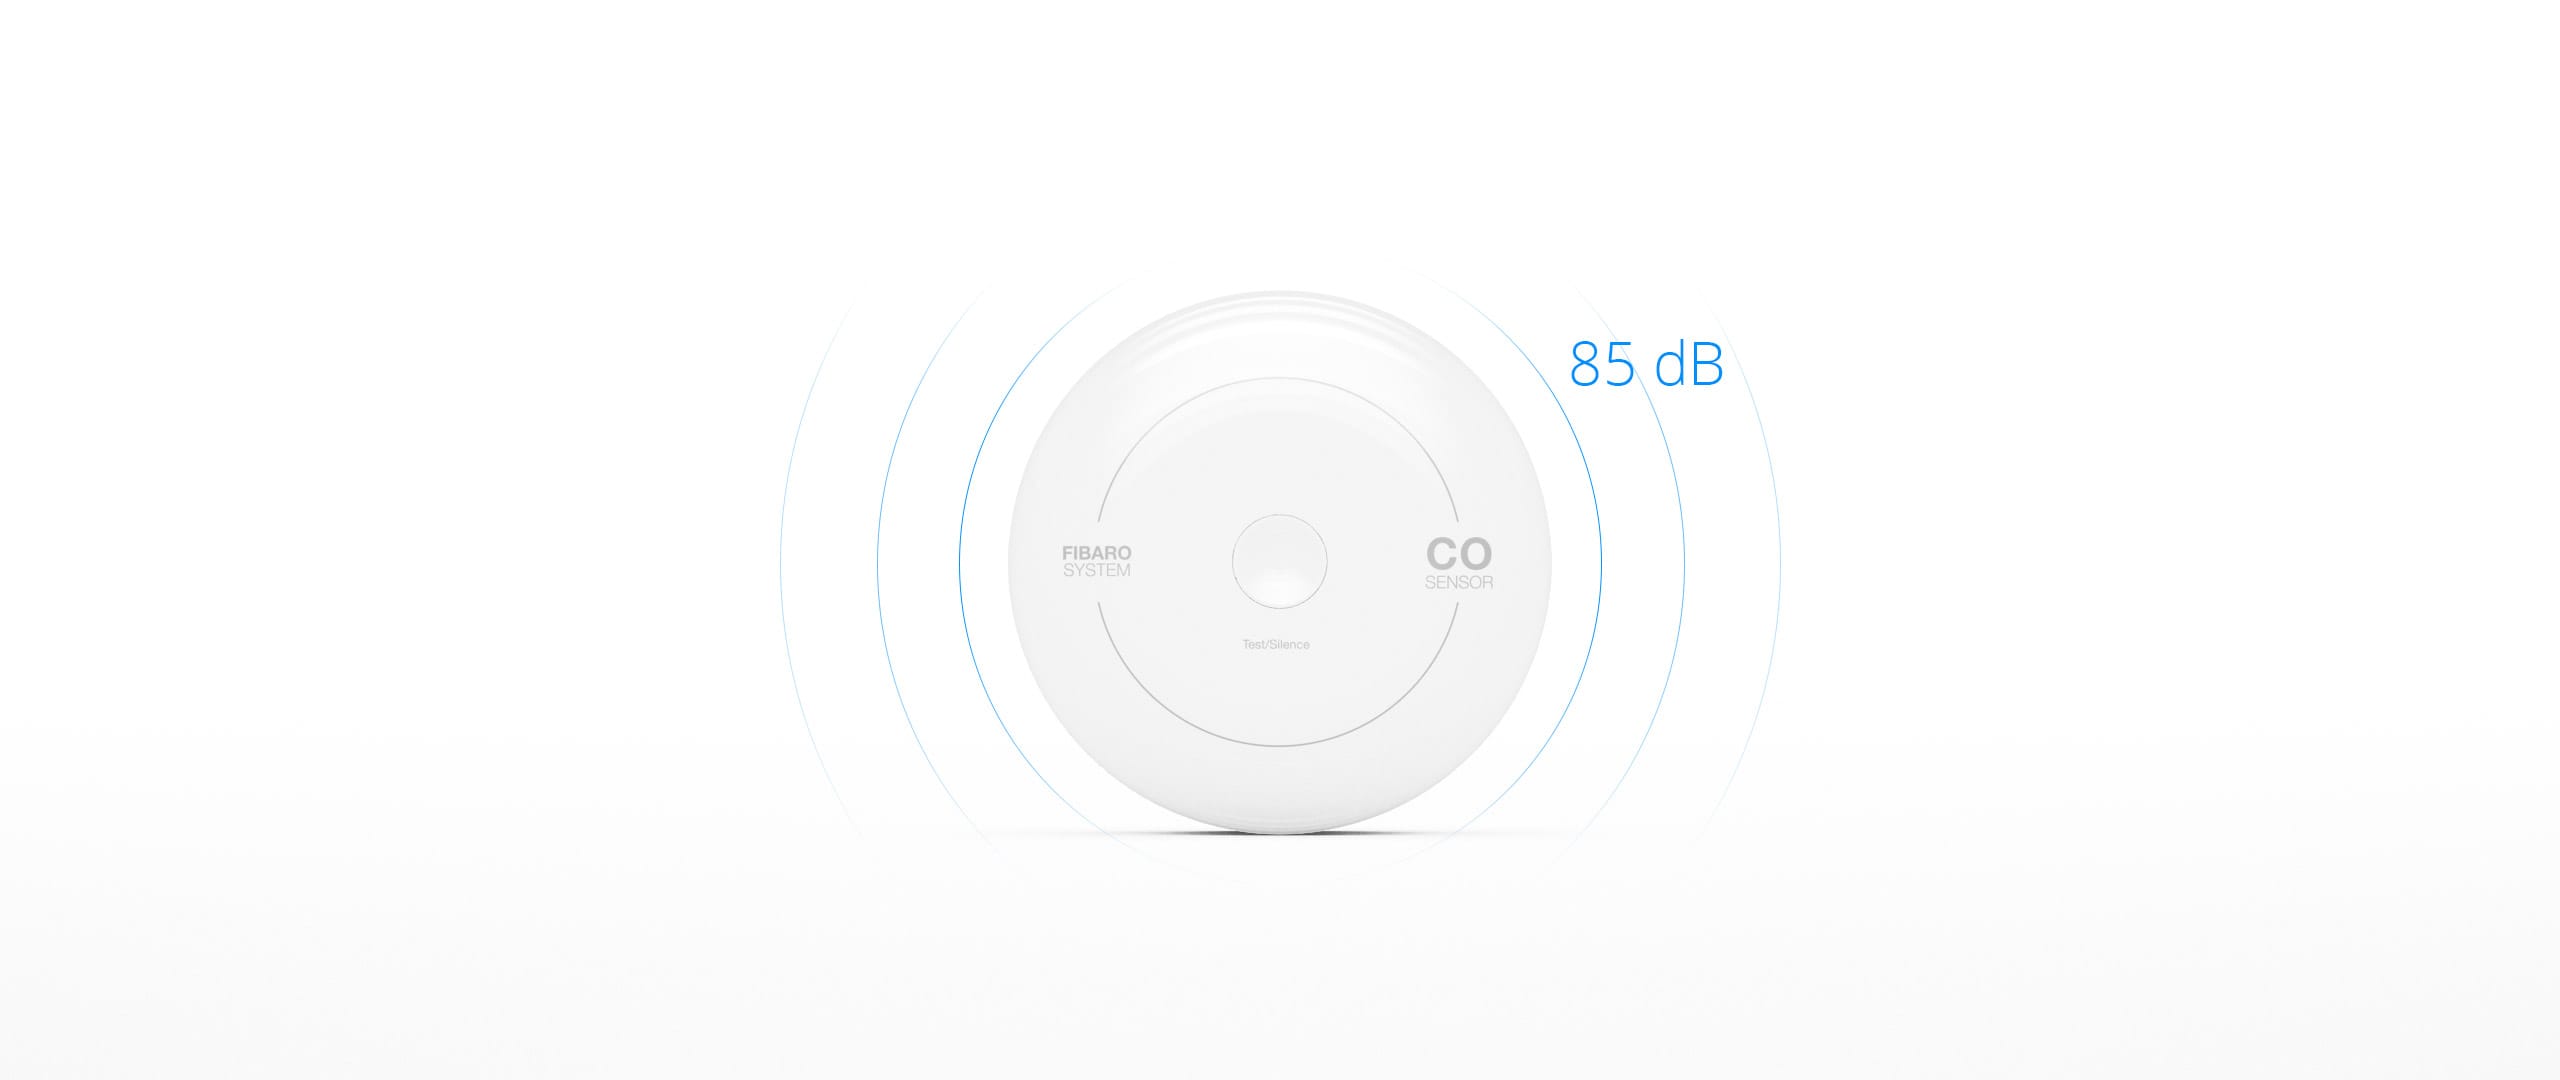 85 dB
FIBARO
SYSTEM
CO
SENSOR
Test/Silence